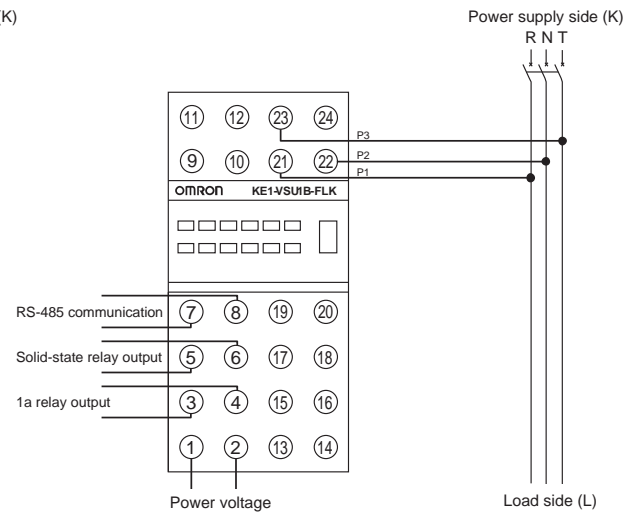 (K)
Power supply side (K)
R N T
11 12 23 24
P3
9 10 21 22
P2
P1
OMRON KE1-VSU1B-FLK
RS-485 communication
7 8 19 20
Solid-state relay output
5 6 17 18
1a relay output
3 4 15 16
1 2 13 14
Power voltage
Load side (L)